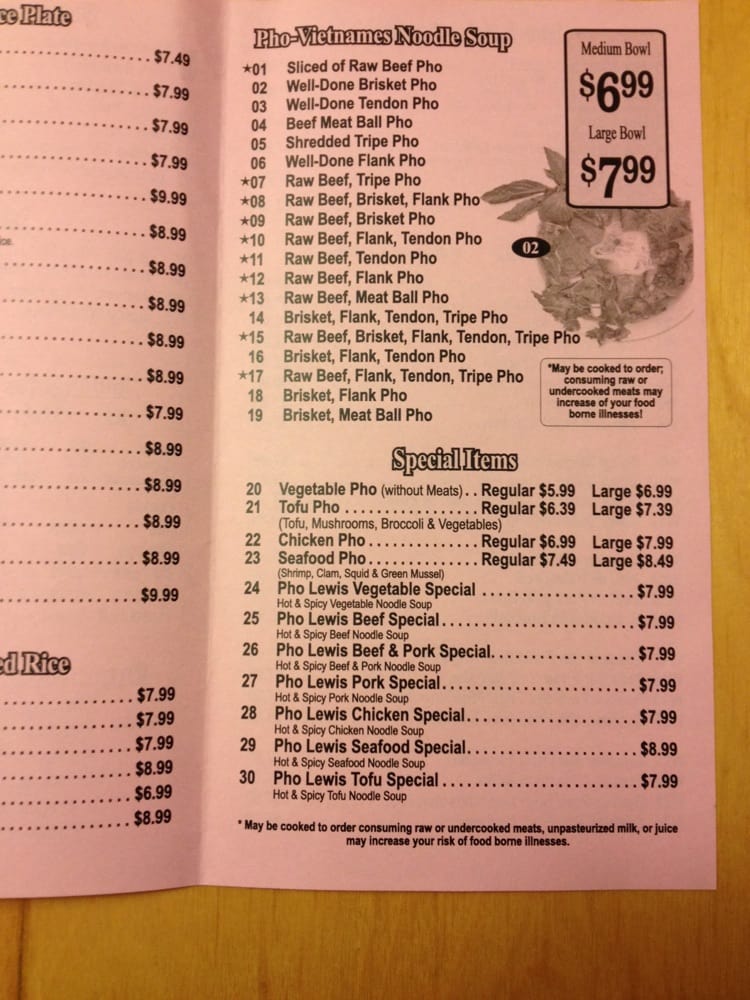 ce Plate
................ $7.49
................ $7.99
................ $7.99
................ $7.99
................ $9.99
................ $8.99
ice.
................ $8.99
................ $8.99
................ $8.99
................ $8.99
................ $7.99
................ $8.99
................ $8.99
................ $8.99
................ $8.99
................ $9.99
ed Rice
................ $7.99
................ $7.99
................ $7.99
................ $8.99
................ $6.99
................ $8.99
Pho-Vietnames Noodle Soup
Medium Bowl
$6.99
Large Bowl
$7.99
★01 Sliced of Raw Beef Pho
02 Well-Done Brisket Pho
03 Well-Done Tendon Pho
04 Beef Meat Ball Pho
05 Shredded Tripe Pho
06 Well-Done Flank Pho
★07 Raw Beef, Tripe Pho
★08 Raw Beef, Brisket, Flank Pho
★09 Raw Beef, Brisket Pho
★10 Raw Beef, Flank, Tendon Pho
★11 Raw Beef, Tendon Pho
★12 Raw Beef, Flank Pho
★13 Raw Beef, Meat Ball Pho
14 Brisket, Flank, Tendon, Tripe Pho
★15 Raw Beef, Brisket, Flank, Tendon, Tripe Pho
16 Brisket, Flank, Tendon Pho
★17 Raw Beef, Flank, Tendon, Tripe Pho
18 Brisket, Flank Pho
19 Brisket, Meat Ball Pho
02
*May be cooked to order;
consuming raw or
undercooked meats may
increase of your food
borne illnesses!
Special Items
20 Vegetable Pho (without Meats).. Regular $5.99 Large $6.99
21 Tofu Pho ................ Regular $6.39 Large $7.39
(Tofu, Mushrooms, Broccoli & Vegetables)
22 Chicken Pho ............. Regular $6.99 Large $7.99
23 Seafood Pho ............. Regular $7.49 Large $8.49
(Shrimp, Clam, Squid & Green Mussel)
24 Pho Lewis Vegetable Special ................... $7.99
Hot & Spicy Vegetable Noodle Soup
25 Pho Lewis Beef Special ....................... $7.99
Hot & Spicy Beef Noodle Soup
26 Pho Lewis Beef & Pork Special ................. $7.99
Hot & Spicy Beef & Pork Noodle Soup
27 Pho Lewis Pork Special ....................... $7.99
Hot & Spicy Pork Noodle Soup
28 Pho Lewis Chicken Special .................... $7.99
Hot & Spicy Chicken Noodle Soup
29 Pho Lewis Seafood Special .................... $8.99
Hot & Spicy Seafood Noodle Soup
30 Pho Lewis Tofu Special ....................... $7.99
Hot & Spicy Tofu Noodle Soup
* May be cooked to order consuming raw or undercooked meats, unpasteurized milk, or juice
may increase your risk of food borne illnesses.